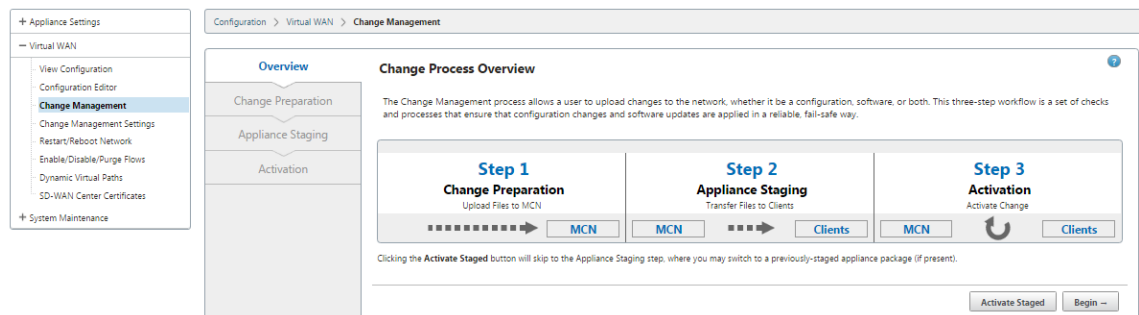 + Appliance Settings
− Virtual WAN
View Configuration
Configuration Editor
Change Management
Change Management Settings
Restart/Reboot Network
Enable/Disable/Purge Flows
Dynamic Virtual Paths
SD-WAN Center Certificates
+ System Maintenance
Configuration > Virtual WAN > Change Management
Overview
Change Preparation
Appliance Staging
Activation
Change Process Overview
?
The Change Management process allows a user to upload changes to the network, whether it be a configuration, software, or both. This three-step workflow is a set of checks
and processes that ensure that configuration changes and software updates are applied in a reliable, fail-safe way.
Step 1
Change Preparation
Upload Files to MCN
MCN
Step 2
Appliance Staging
Transfer Files to Clients
MCN
Clients
Step 3
Activation
Activate Change
MCN
Clients
Clicking the Activate Staged button will skip to the Appliance Staging step, where you may switch to a previously-staged appliance package (if present).
Activate Staged
Begin →